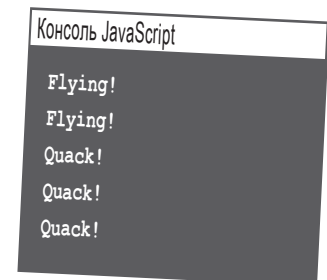 Консоль JavaScript
Flying!
Flying!
Quack!
Quack!
Quack!